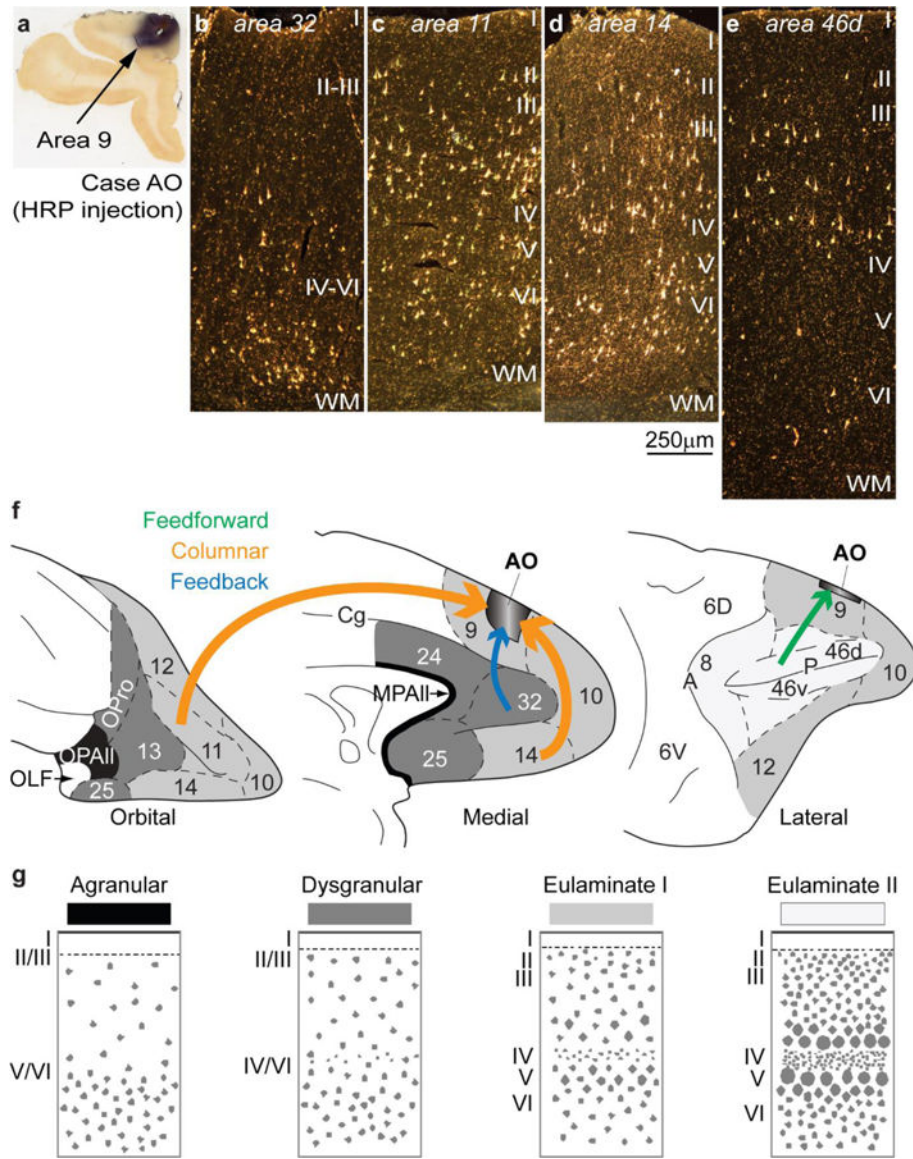 a
Area 9
Case AO
(HRP injection)
b area 32
I
II-III
IV-VI
WM
c area 11
I
II
III
IV
V
VI
WM
d area 14
I
II
III
IV
V
VI
WM
250μm
e area 46d
I
II
III
IV
V
VI
WM
f
Feedforward
Columnar
Feedback
12
OPro
OPAll
13
11
OLF
25
14
10
Orbital
AO
Cg
9
24
MPAll
32
10
25
14
Medial
AO
6D
9
8
A
P
46d
46v
10
6V
12
Lateral
g
Agranular
I
II/III
V/VI
Dysgranular
I
II/III
IV/VI
Eulaminate I
I
II
III
IV
V
VI
Eulaminate II
I
II
III
IV
V
VI